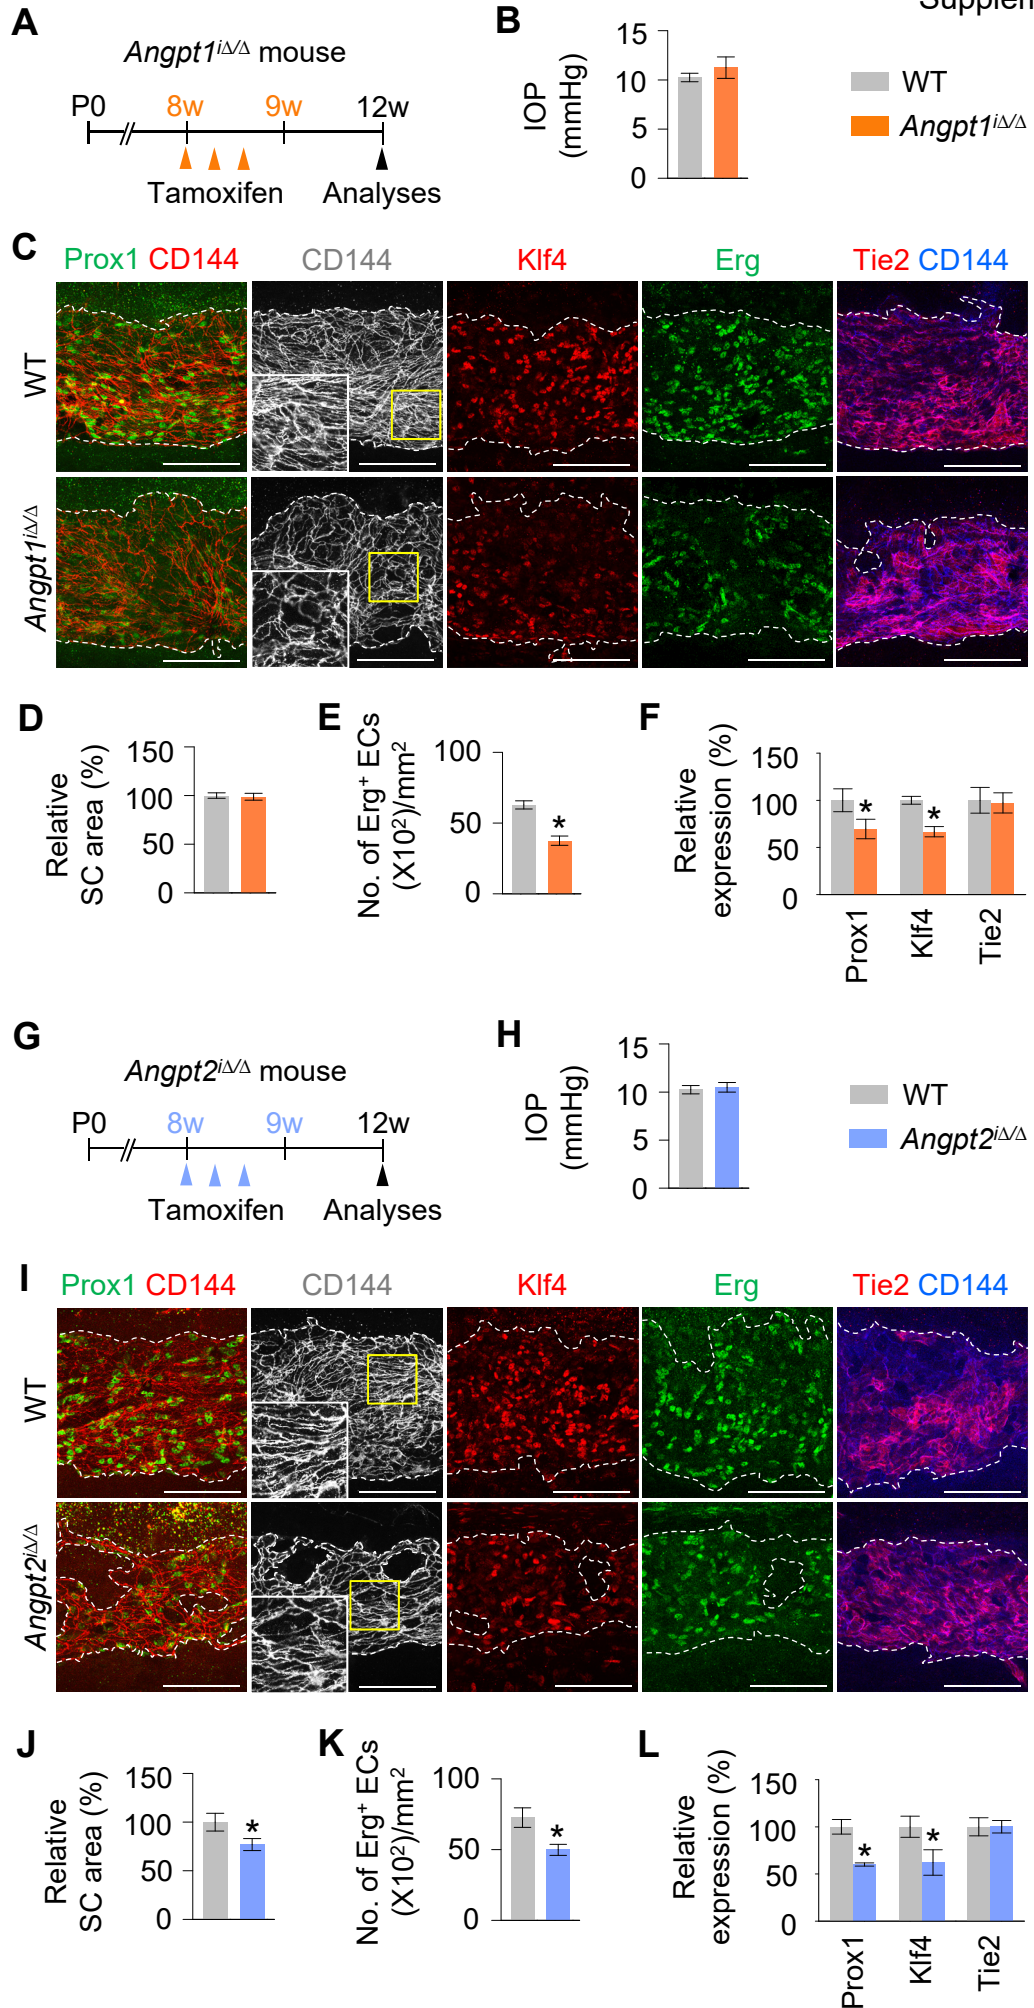 Supplem
A
Angpt1iΔ/Δ mouse
P0 8w 9w 12w
Tamoxifen Analyses
B
IOP
(mmHg)
15
10
5
0
WT
Angpt1iΔ/Δ
C
Prox1 CD144 CD144 Klf4 Erg Tie2 CD144
WT
Angpt1iΔ/Δ
D
Relative
SC area (%)
150
100
50
0
E
No. of Erg+ ECs
(X102)/mm2
100
50
0
*
F
Relative
expression (%)
150
100
50
0
* *
Prox1 Klf4 Tie2
G
Angpt2iΔ/Δ mouse
P0 8w 9w 12w
Tamoxifen Analyses
H
IOP
(mmHg)
15
10
5
0
WT
Angpt2iΔ/Δ
I
Prox1 CD144 CD144 Klf4 Erg Tie2 CD144
WT
Angpt2iΔ/Δ
J
Relative
SC area (%)
150
100
50
0
*
K
No. of Erg+ ECs
(X102)/mm2
100
50
0
*
L
Relative
expression (%)
150
100
50
0
* *
Prox1 Klf4 Tie2